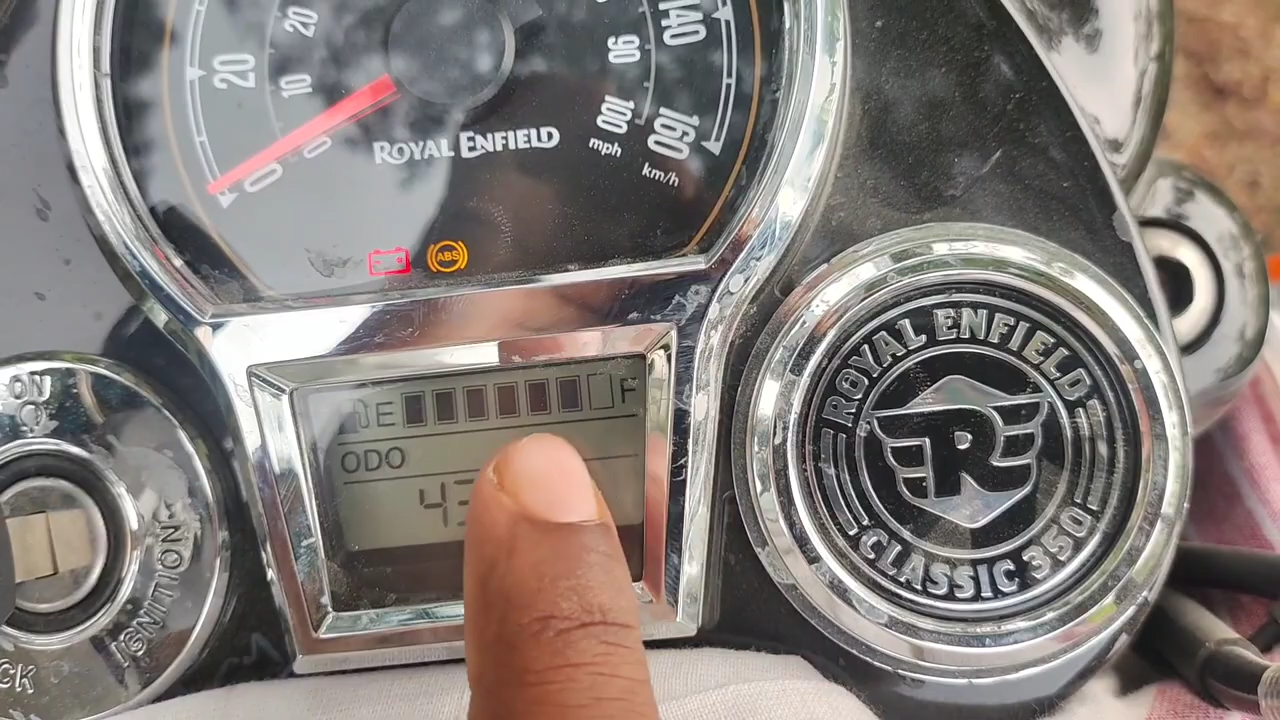 20
10
20
0
0
ROYAL ENFIELD
140
90
100
160
mph
km/h
ABS
E F
ODO
ON
IGNITION
ROYAL ENFIELD
R
CLASSIC 350